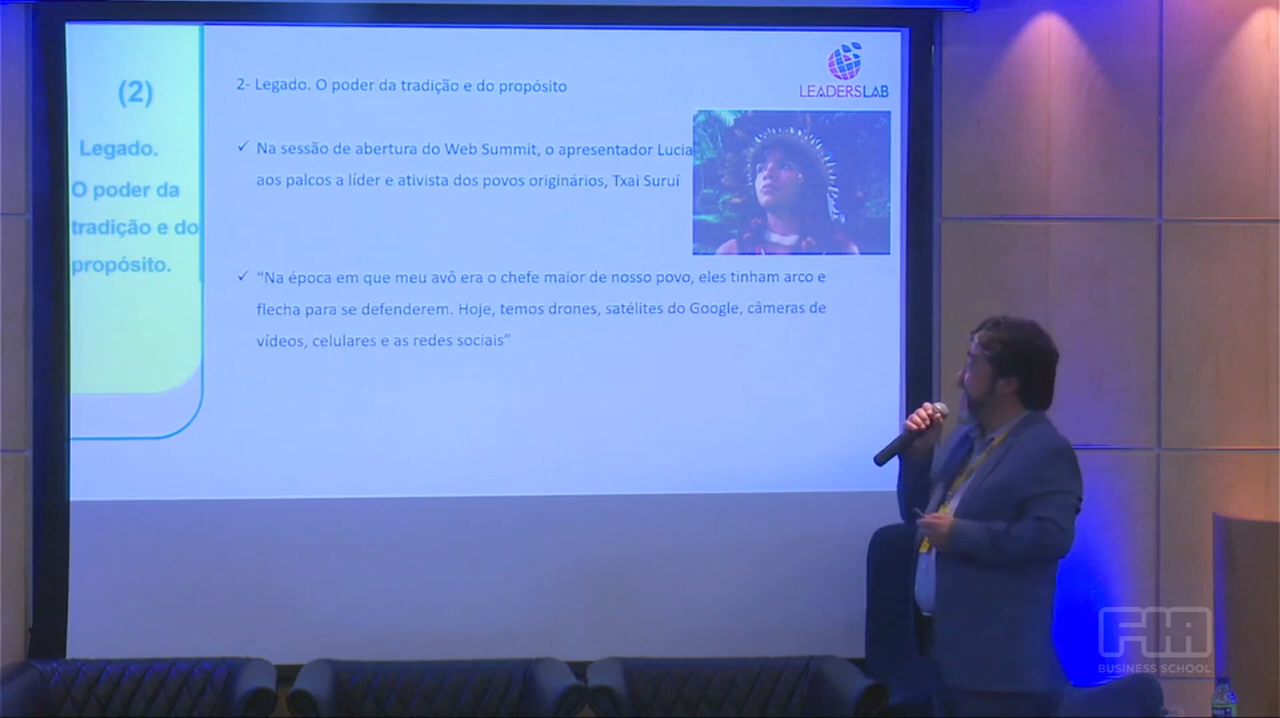 (2)
Legado.
O poder da
tradição e do
propósito.
2- Legado. O poder da tradição e do propósito
LEADERSLAB
✓ Na sessão de abertura do Web Summit, o apresentador Lucia
aos palcos a líder e ativista dos povos originários, Txai Suruí
✓ “Na época em que meu avô era o chefe maior de nosso povo, eles tinham arco e
flecha para se defenderem. Hoje, temos drones, satélites do Google, câmeras de
vídeos, celulares e as redes sociais”
FIA
BUSINESS SCHOOL